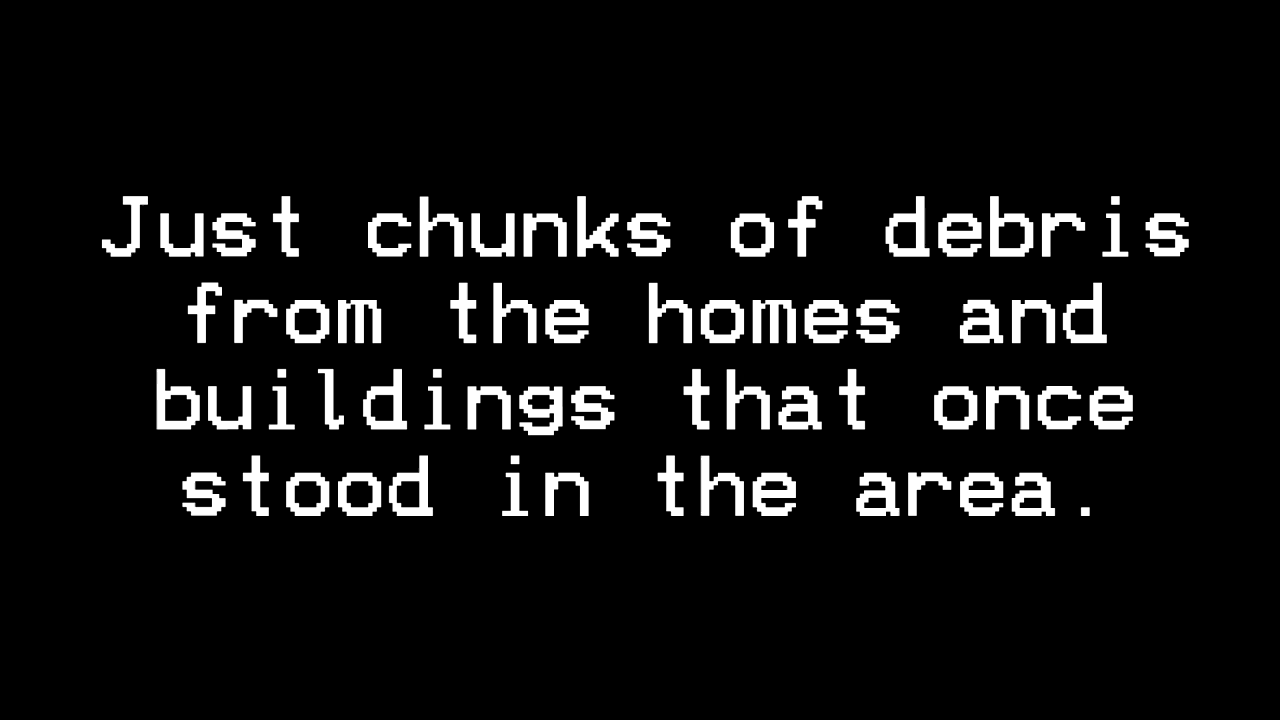 Just chunks of debris
from the homes and
buildings that once
stood in the area.